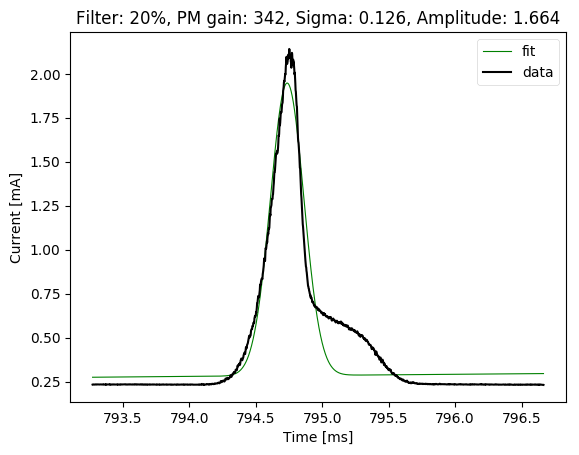 Filter: 20%, PM gain: 342, Sigma: 0.126, Amplitude: 1.664
fit
data
2.00
1.75
1.50
1.25
1.00
0.75
0.50
0.25
Current [mA]
793.5 794.0 794.5 795.0 795.5 796.0 796.5
Time [ms]